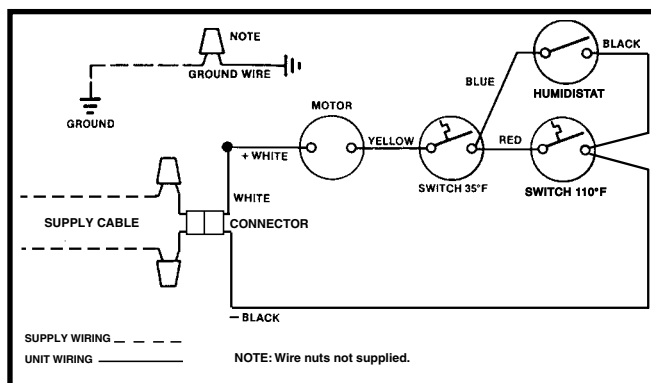 NOTE
GROUND WIRE
GROUND
MOTOR
BLUE
BLACK
HUMIDISTAT
+ WHITE
YELLOW
RED
SWITCH 35°F
SWITCH 110°F
WHITE
SUPPLY CABLE
CONNECTOR
– BLACK
SUPPLY WIRING
UNIT WIRING
NOTE: Wire nuts not supplied.